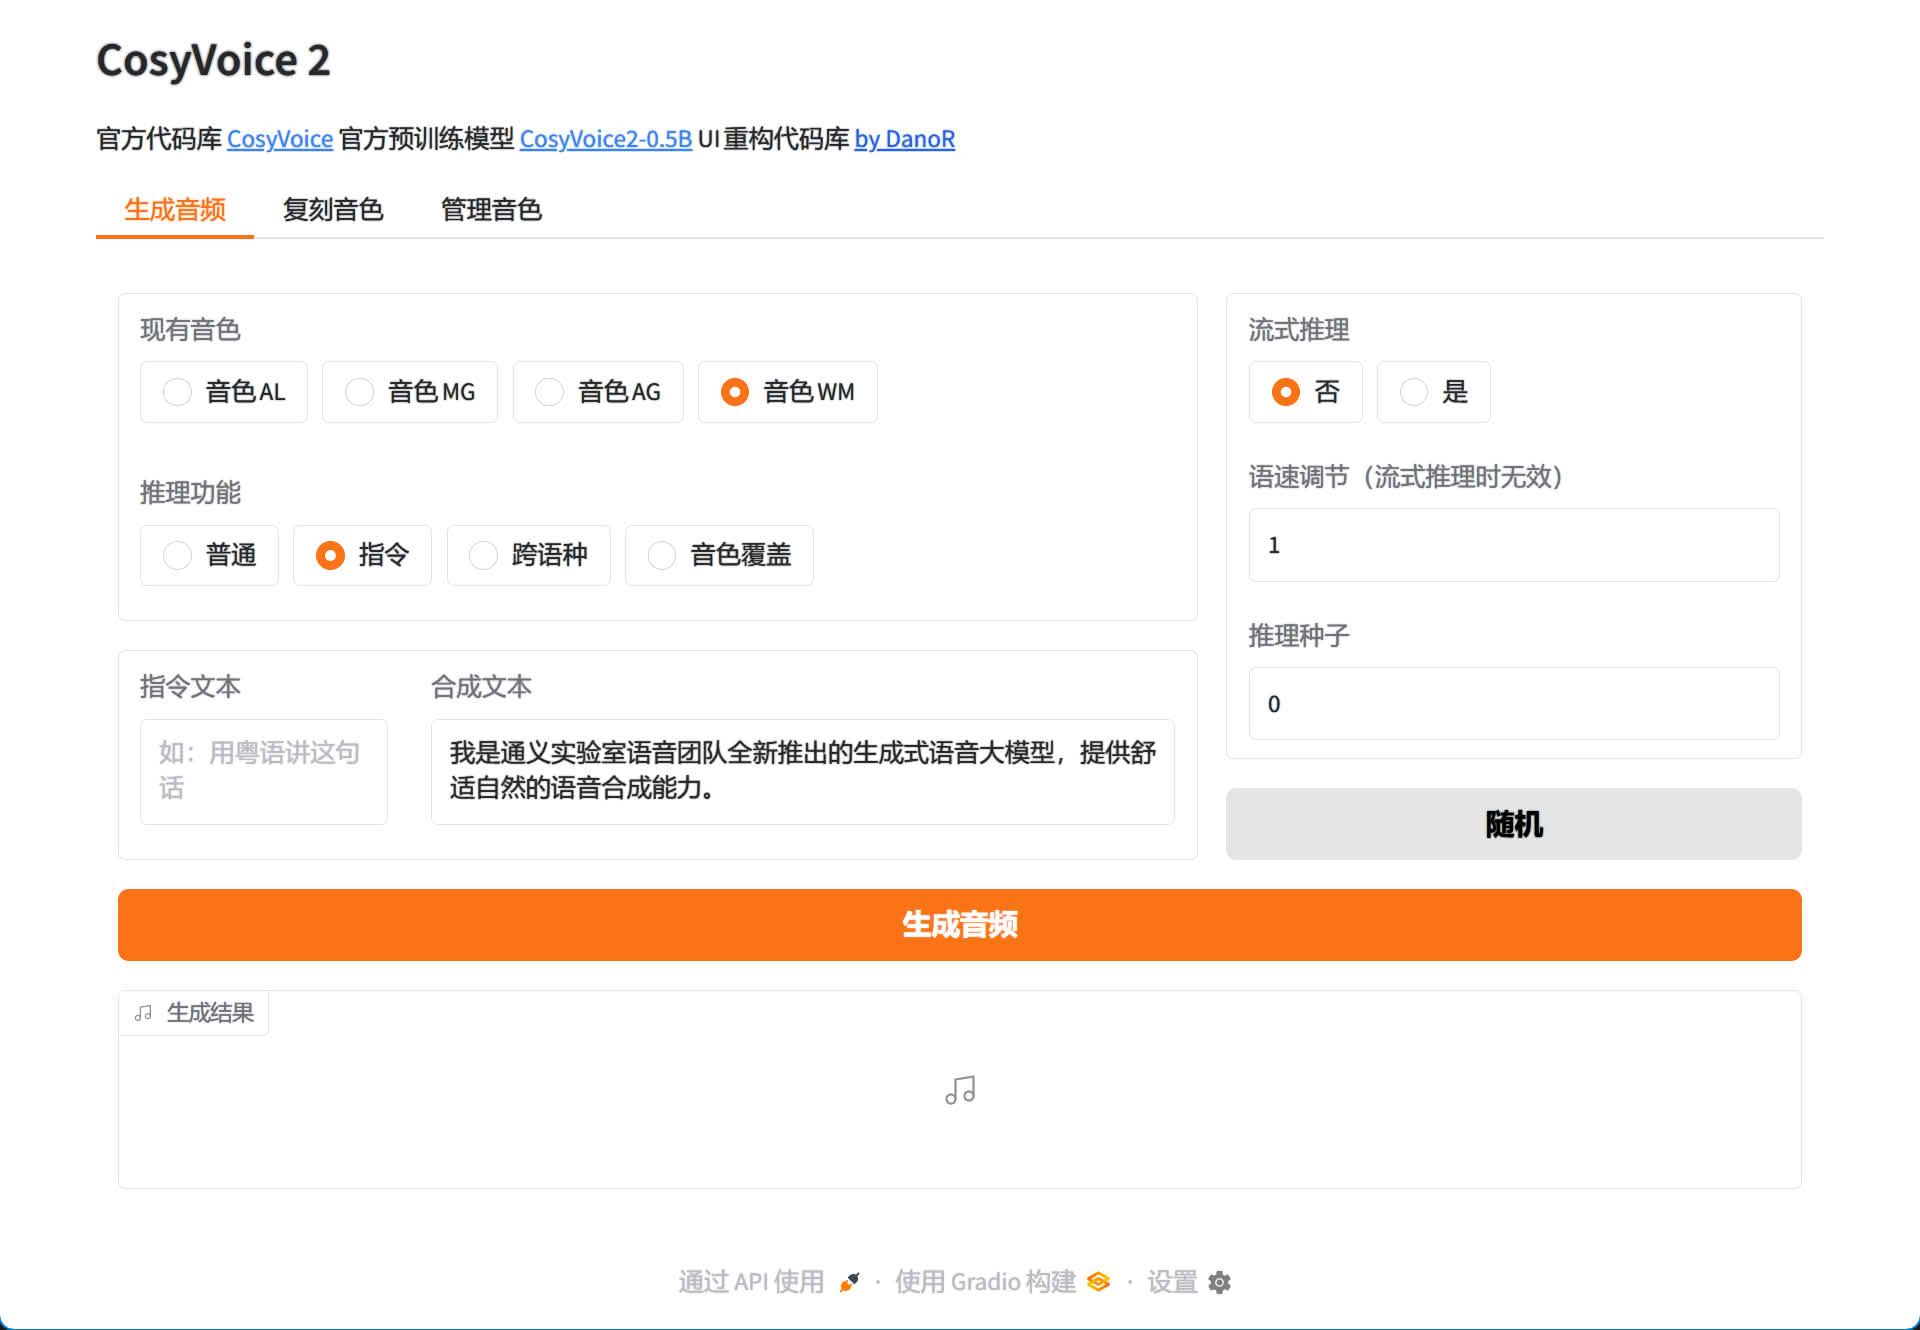 CosyVoice 2
官方代码库 CosyVoice 官方预训练模型 CosyVoice2-0.5B UI重构代码库 by DanoR
生成音频 复刻音色 管理音色
现有音色
音色AL 音色MG 音色AG 音色WM
推理功能
普通 指令 跨语种 音色覆盖
指令文本
如：用粤语讲这句
话
合成文本
我是通义实验室语音团队全新推出的生成式语音大模型，提供舒
适自然的语音合成能力。
流式推理
否 是
语速调节（流式推理时无效）
1
推理种子
0
随机
生成音频
生成结果
通过 API 使用 · 使用 Gradio 构建 · 设置